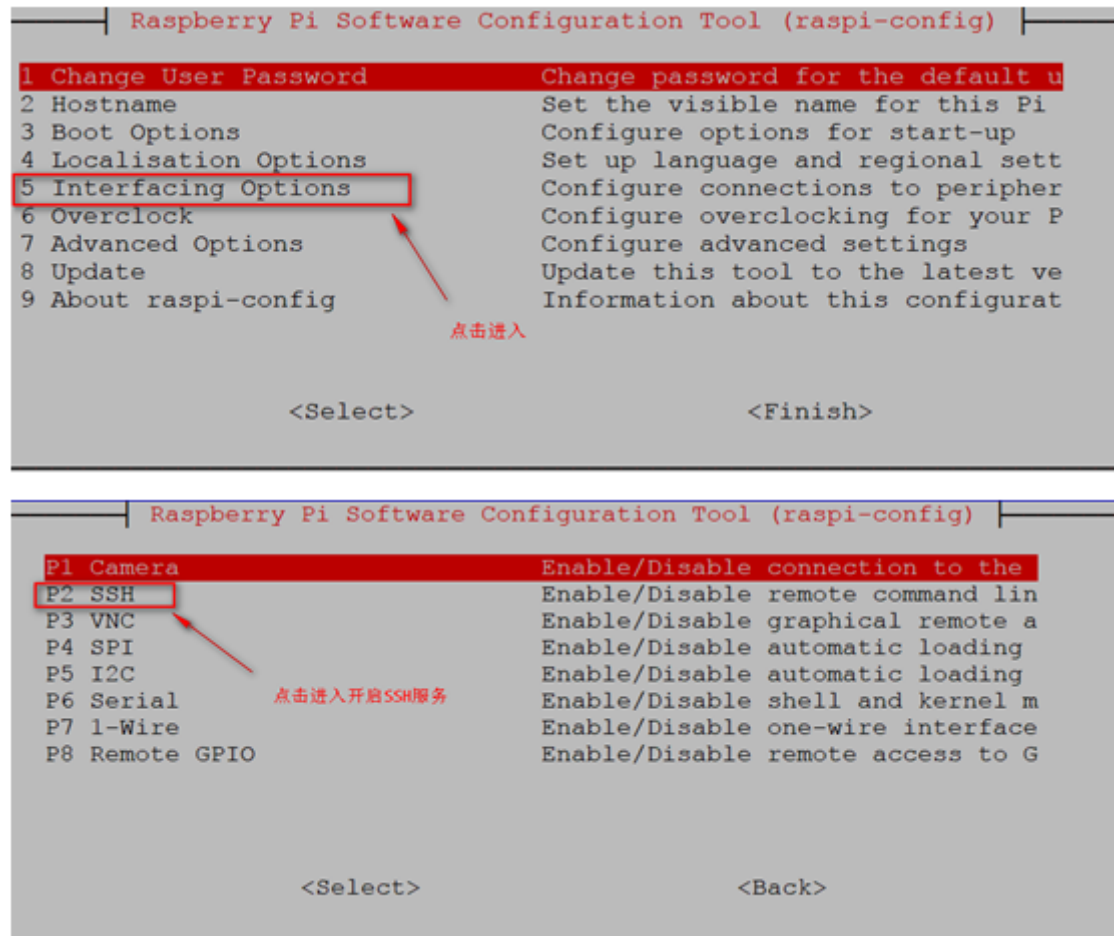 Raspberry Pi Software Configuration Tool (raspi-config)
1 Change User Password Change password for the default u
2 Hostname Set the visible name for this Pi
3 Boot Options Configure options for start-up
4 Localisation Options Set up language and regional sett
5 Interfacing Options Configure connections to peripher
6 Overclock Configure overclocking for your P
7 Advanced Options Configure advanced settings
8 Update Update this tool to the latest ve
9 About raspi-config Information about this configurat
点击进入
<Select> <Finish>
Raspberry Pi Software Configuration Tool (raspi-config)
P1 Camera Enable/Disable connection to the
P2 SSH Enable/Disable remote command lin
P3 VNC Enable/Disable graphical remote a
P4 SPI Enable/Disable automatic loading
P5 I2C Enable/Disable automatic loading
P6 Serial Enable/Disable shell and kernel m
点击进入开启SSH服务
P7 1-Wire Enable/Disable one-wire interface
P8 Remote GPIO Enable/Disable remote access to G
<Select> <Back>